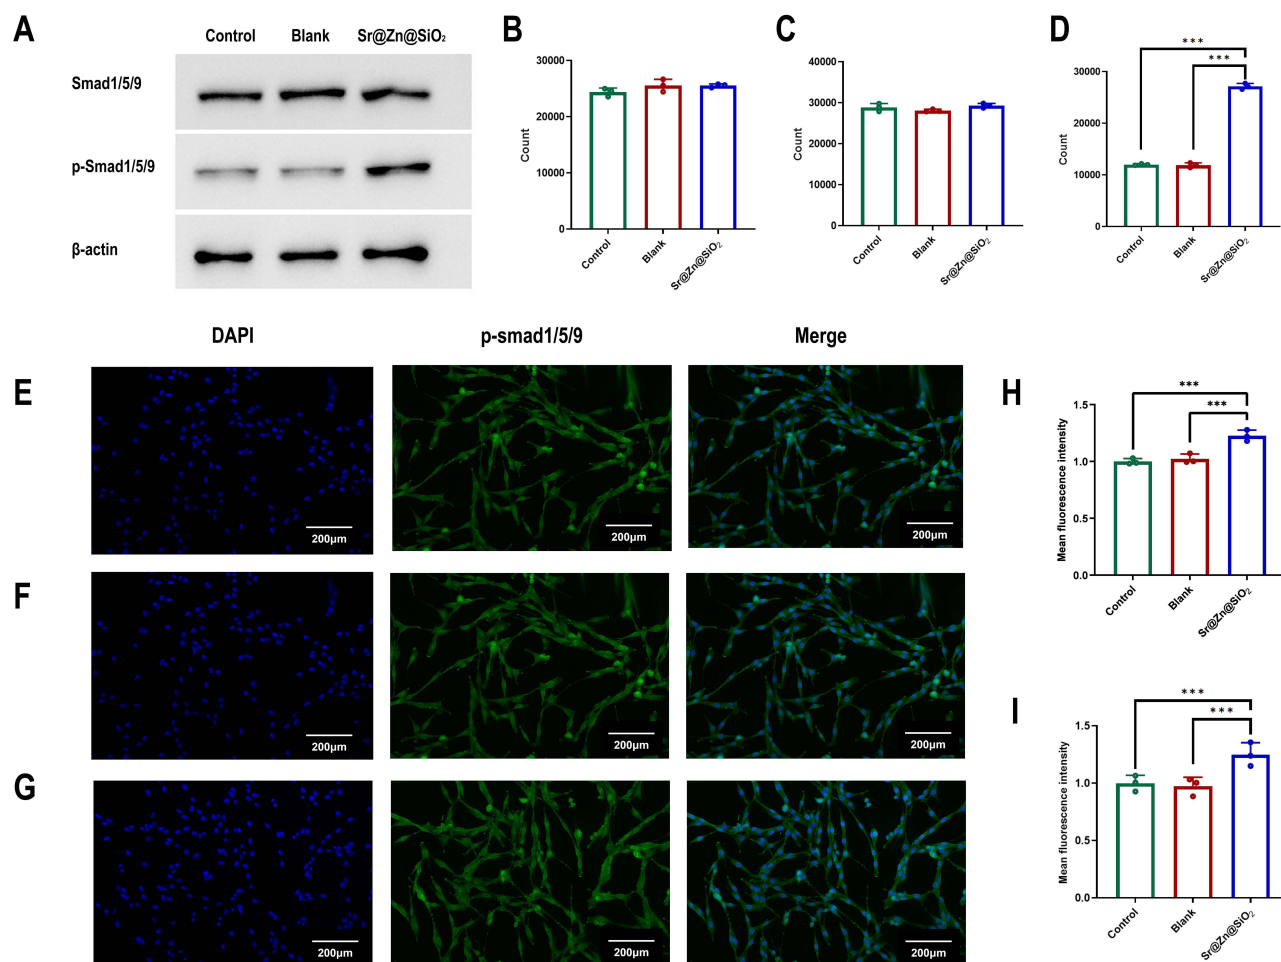 A
Control Blank Sr@Zn@SiO₂
Smad1/5/9
p-Smad1/5/9
β-actin
B
30000
20000
10000
0
Count
Control
Blank
Sr@Zn@SiO₂
C
40000
30000
20000
10000
0
Count
Control
Blank
Sr@Zn@SiO₂
D
***
***
30000
20000
10000
0
Count
Control
Blank
Sr@Zn@SiO₂
DAPI p-smad1/5/9 Merge
E
200μm 200μm 200μm
F
200μm 200μm 200μm
G
200μm 200μm 200μm
H
***
***
1.5
1.0
0.5
0.0
Mean fluorescence intensity
Control
Blank
Sr@Zn@SiO₂
I
***
***
1.5
1.0
0.5
0.0
Mean fluorescence intensity
Control
Blank
Sr@Zn@SiO₂